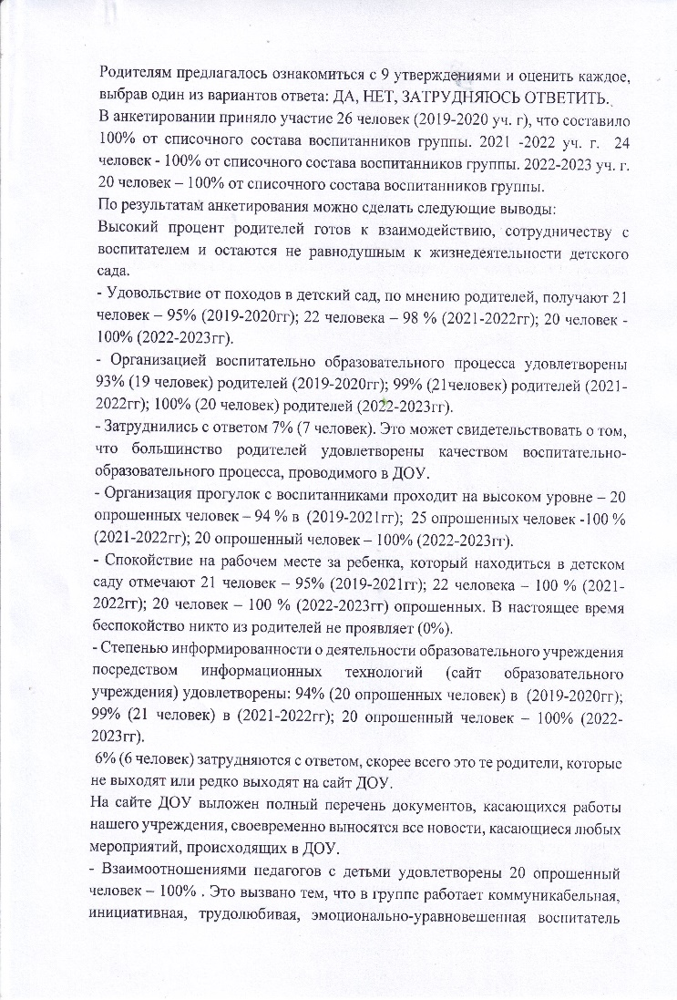 Родителям предлагалось ознакомиться с 9 утверждениями и оценить каждое,
выбрав один из вариантов ответа: ДА, НЕТ, ЗАТРУДНЯЮСЬ ОТВЕТИТЬ.
В анкетировании приняло участие 26 человек (2019-2020 уч. г), что составило
100% от списочного состава воспитанников группы. 2021 -2022 уч. г. 24
человек - 100% от списочного состава воспитанников группы. 2022-2023 уч. г.
20 человек – 100% от списочного состава воспитанников группы.
По результатам анкетирования можно сделать следующие выводы:
Высокий процент родителей готов к взаимодействию, сотрудничеству с
воспитателем и остаются не равнодушным к жизнедеятельности детского
сада.
- Удовольствие от походов в детский сад, по мнению родителей, получают 21
человек – 95% (2019-2020гг); 22 человека – 98 % (2021-2022гг); 20 человек -
100% (2022-2023гг).
- Организацией воспитательно образовательного процесса удовлетворены
93% (19 человек) родителей (2019-2020гг); 99% (21человек) родителей (2021-
2022гг); 100% (20 человек) родителей (2022-2023гг).
- Затруднились с ответом 7% (7 человек). Это может свидетельствовать о том,
что большинство родителей удовлетворены качеством воспитательно-
образовательного процесса, проводимого в ДОУ.
- Организация прогулок с воспитанниками проходит на высоком уровне – 20
опрошенных человек – 94 % в (2019-2021гг); 25 опрошенных человек -100 %
(2021-2022гг); 20 опрошенный человек – 100% (2022-2023гг).
- Спокойствие на рабочем месте за ребенка, который находиться в детском
саду отмечают 21 человек – 95% (2019-2021гг); 22 человека – 100 % (2021-
2022гг); 20 человек – 100 % (2022-2023гг) опрошенных. В настоящее время
беспокойство никто из родителей не проявляет (0%).
- Степенью информированности о деятельности образовательного учреждения
посредством информационных технологий (сайт образовательного
учреждения) удовлетворены: 94% (20 опрошенных человек) в (2019-2020гг);
99% (21 человек) в (2021-2022гг); 20 опрошенный человек – 100% (2022-
2023гг).
6% (6 человек) затрудняются с ответом, скорее всего это те родители, которые
не выходят или редко выходят на сайт ДОУ.
На сайте ДОУ выложен полный перечень документов, касающихся работы
нашего учреждения, своевременно выносятся все новости, касающиеся любых
мероприятий, происходящих в ДОУ.
- Взаимоотношениями педагогов с детьми удовлетворены 20 опрошенный
человек – 100% . Это вызвано тем, что в группе работает коммуникабельная,
инициативная, трудолюбивая, эмоционально-уравновешенная воспитатель